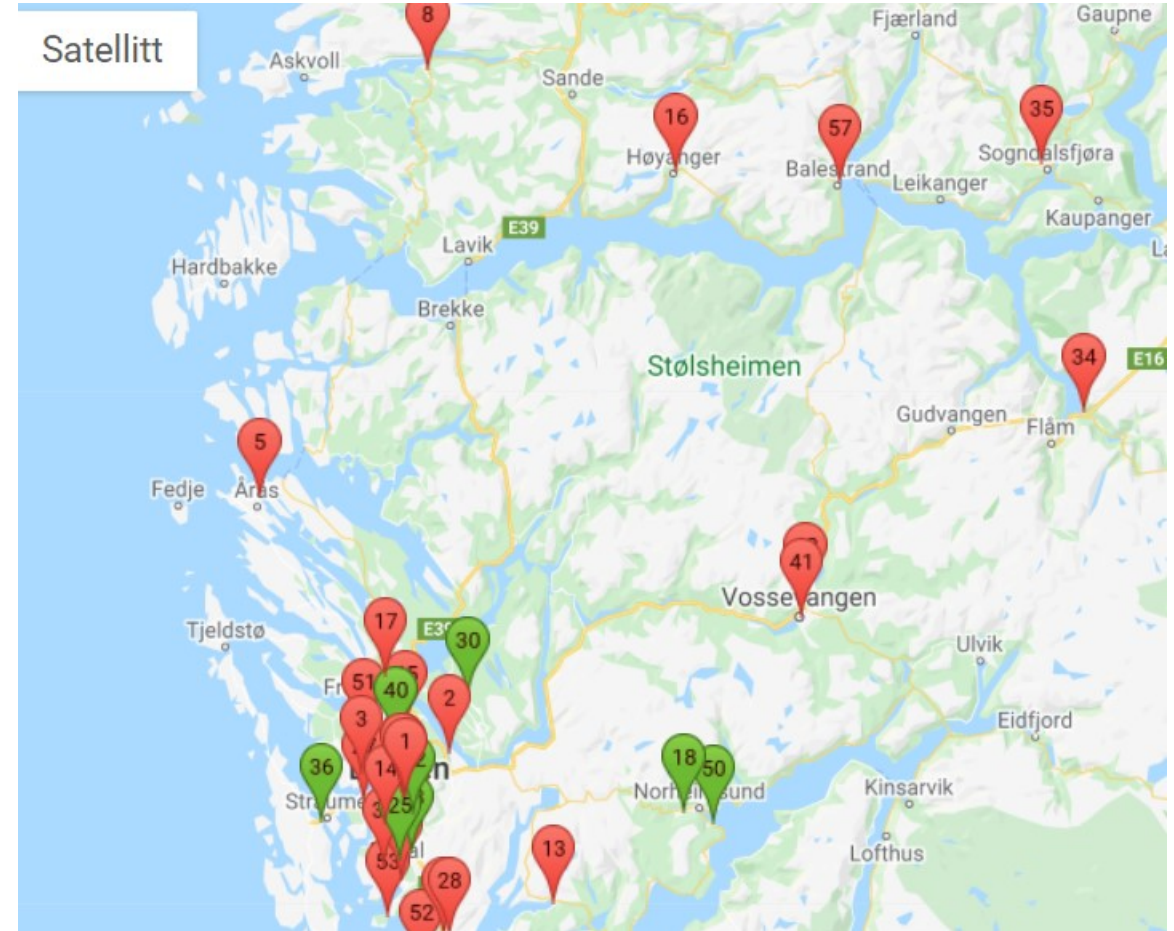 Satellitt
8
Fjærland
Gaupne
Askvoll
Sande
16
57
35
Høyanger
Balestrand
Sogndalsfjøra
Leikanger
Kaupanger
E39
Lavik
Hardbakke
Brekke
Stølsheimen
34
E16
Gudvangen
Flåm
5
Fedje
Årås
41
Vossevangen
17
E39
30
Tjeldstø
Ulvik
51
40
2
3
Eidfjord
1
36
14
18
50
Norheimsund
Kinsarvik
25
13
Lofthus
53
28
52